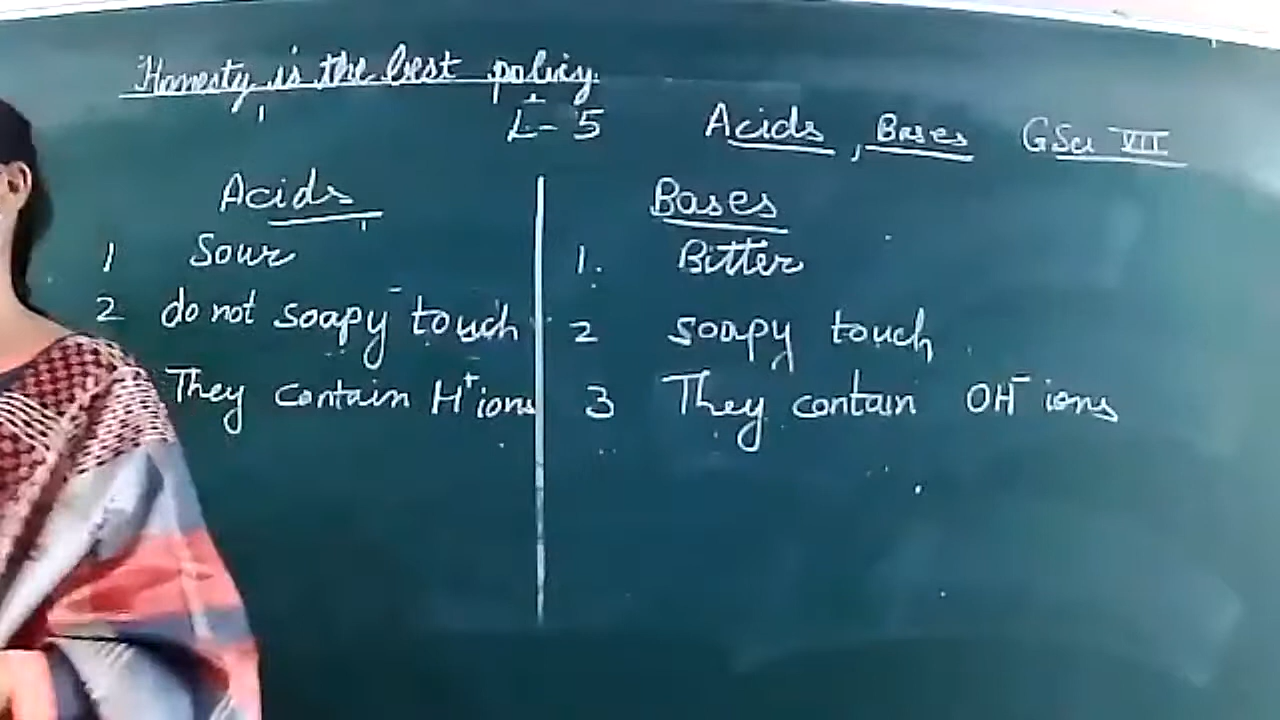 Honesty is the best policy.
L-5 Acids, Bases GSci VII
Acids
1 Sour
2 do not soapy touch
They contain H⁺ ions
Bases
1. Bitter
2 soapy touch
3 They contain OH⁻ ions